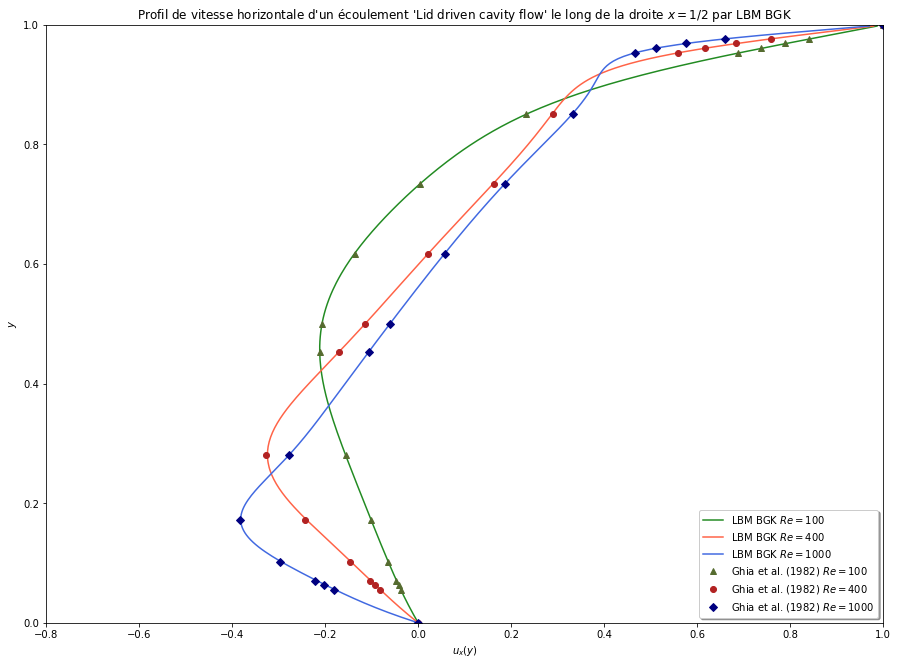 Profil de vitesse horizontale d'un écoulement 'Lid driven cavity flow' le long de la droite x = 1/2 par LBM BGK
1.0
0.8
0.6
0.4
0.2
0.0
y
−0.8
−0.6
−0.4
−0.2
0.0
0.2
0.4
0.6
0.8
1.0
u_x(y)
LBM BGK Re = 100
LBM BGK Re = 400
LBM BGK Re = 1000
Ghia et al. (1982) Re = 100
Ghia et al. (1982) Re = 400
Ghia et al. (1982) Re = 1000